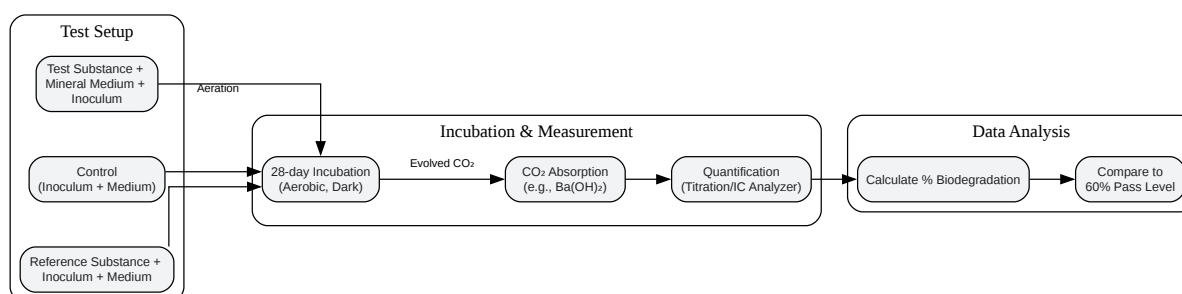 Test Setup
Test Substance +
Mineral Medium +
Inoculum
Aeration
Control
(Inoculum + Medium)
Reference Substance +
Inoculum + Medium
Incubation & Measurement
28-day Incubation
(Aerobic, Dark)
Evolved CO₂
CO₂ Absorption
(e.g., Ba(OH)₂)
Quantification
(Titration/IC Analyzer)
Data Analysis
Calculate % Biodegradation
Compare to
60% Pass Level